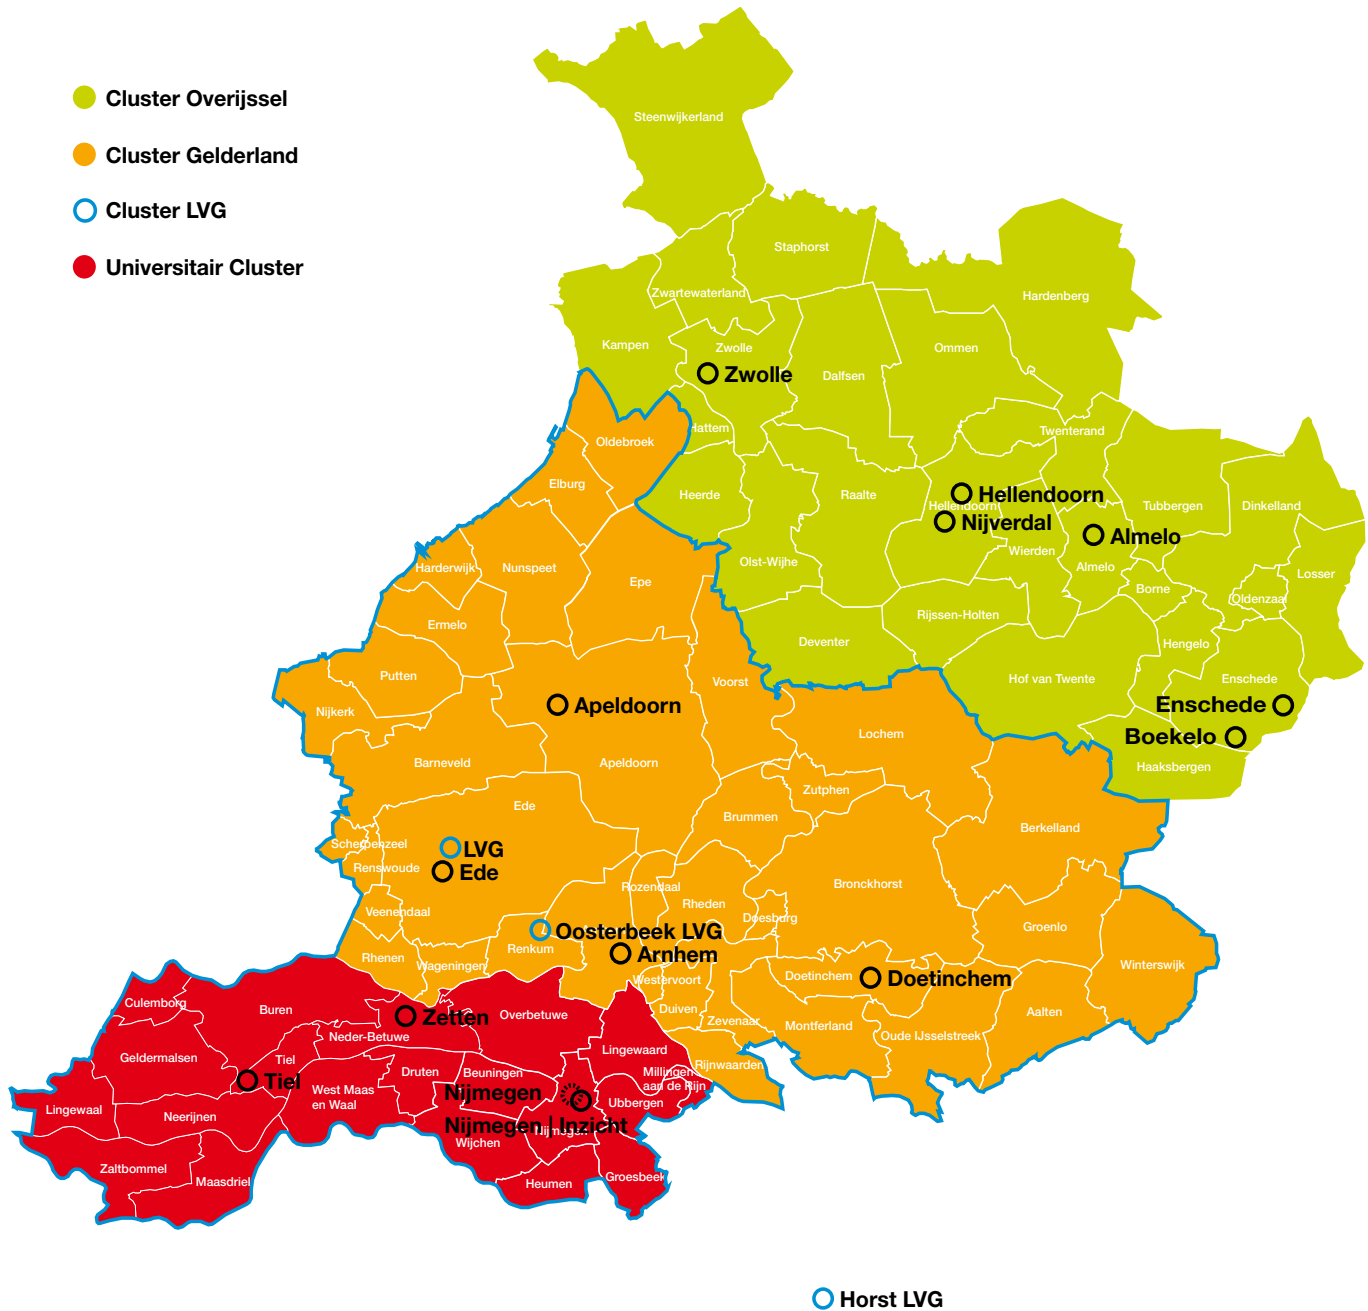 Cluster Overijssel
Cluster Gelderland
Cluster LVG
Universitair Cluster
Steenwijkerland
Staphorst
Zwartewaterland
Hardenberg
Kampen
Zwolle
Ommen
Zwolle
Dalfsen
Hattem
Twenterand
Oldebroek
Elburg
Heerde
Raalte
Hellendoorn
Hellendoorn
Tubbergen
Dinkelland
Nijverdal
Almelo
Wierden
Harderwijk
Nunspeet
Epe
Olst-Wijhe
Almelo
Losser
Borne
Oldenzaal
Ermelo
Rijssen-Holten
Deventer
Hengelo
Putten
Voorst
Hof van Twente
Enschede
Nijkerk
Apeldoorn
Enschede
Lochem
Boekelo
Barneveld
Apeldoorn
Haaksbergen
Zutphen
Ede
Brummen
Berkelland
Scherpenzeel
LVG
Renswoude
Ede
Rozendaal
Bronckhorst
Veenendaal
Rheden
Doesburg
Oosterbeek LVG
Groenlo
Renkum
Arnhem
Rhenen
Wageningen
Winterswijk
Westervoort
Doetinchem
Doetinchem
Culemborg
Buren
Zetten
Overbetuwe
Duiven
Zevenaar
Montferland
Aalten
Neder-Betuwe
Oude IJsselstreek
Geldermalsen
Tiel
Lingewaard
Rijnwaarden
Tiel
Druten
Beuningen
Millingen
aan de Rijn
West Maas
en Waal
Nijmegen
Lingewaal
Neerijnen
Ubbergen
Nijmegen | Inzicht
Nijmegen
Wijchen
Zaltbommel
Maasdriel
Heumen
Groesbeek
Horst LVG